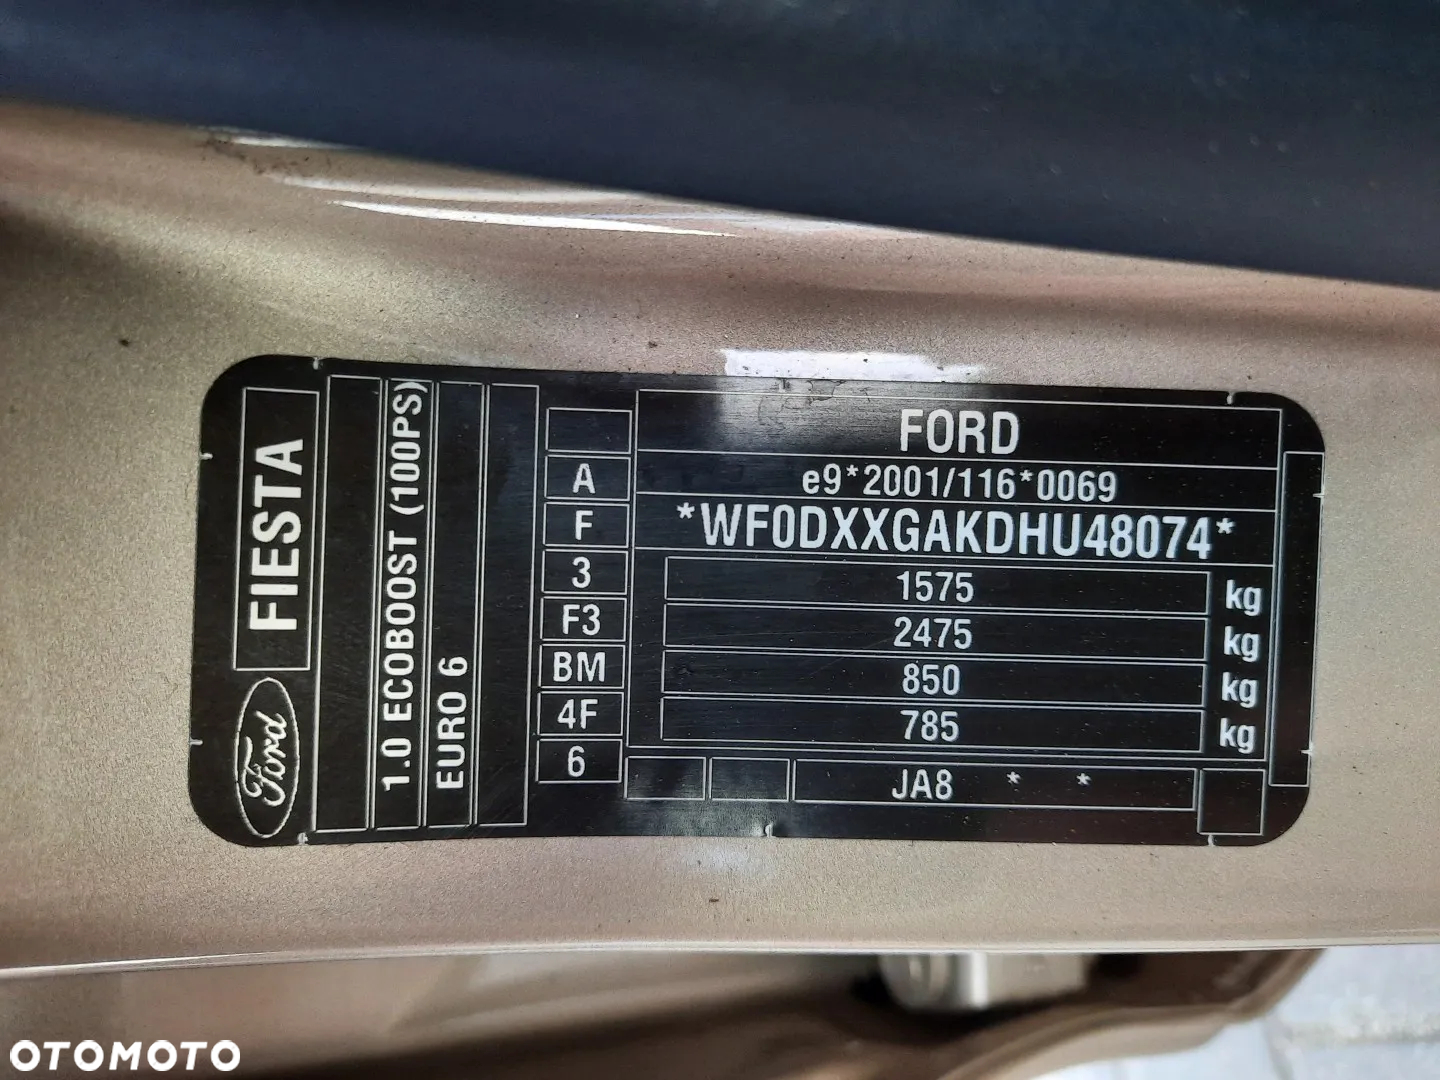 FORD
e9*2001/116*0069
*WF0DXXGAKDHU48074*
A
F
3
F3
BM
4F
6
1575 kg
2475 kg
850 kg
785 kg
JA8 * *
Ford
FIESTA
1.0 ECOBOOST (100PS)
EURO 6
OTOMOTO